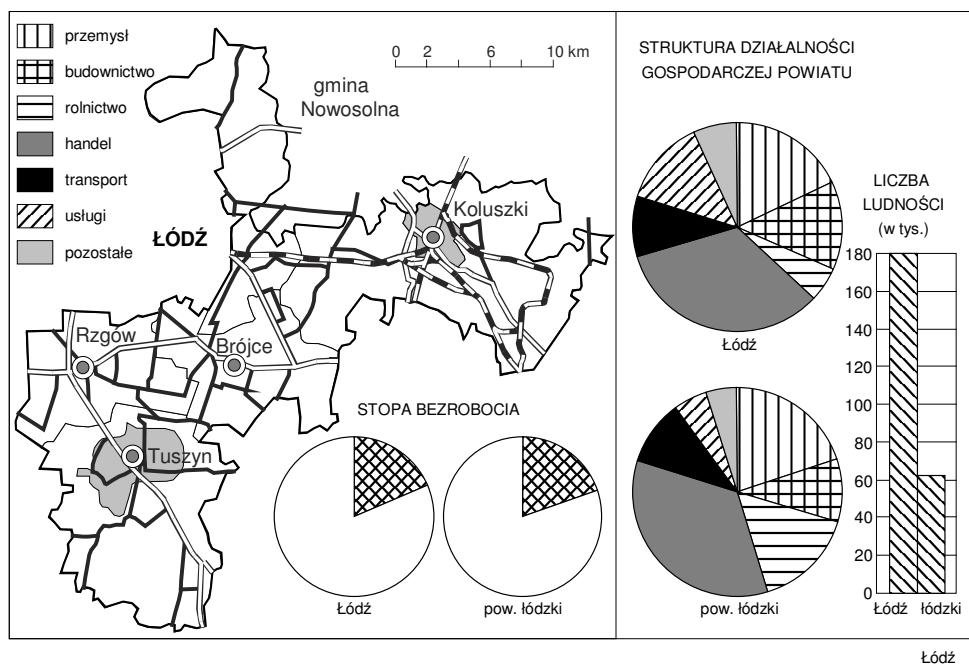 przemysł
budownictwo
rolnictwo
handel
transport
usługi
pozostałe
0 2 6 10 km
gmina
Nowosolna
ŁÓDŹ
Koluszki
Rzgów
Brójce
Tuszyn
STOPA BEZROBOCIA
Łódź
pow. łódzki
STRUKTURA DZIAŁALNOŚCI
GOSPODARCZEJ POWIATU
Łódź
pow. łódzki
LICZBA
LUDNOŚCI
(w tys.)
180
160
140
120
100
80
60
40
20
0
Łódź łódzki
Łódź